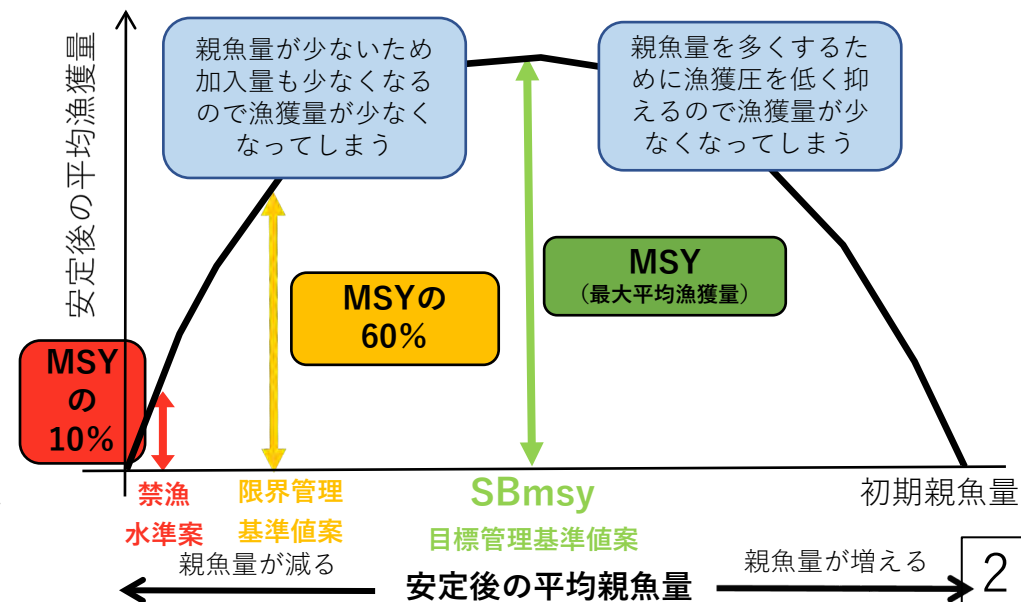 安定後の平均漁獲量
親魚量が少ないため
加入量も少なくなる
ので漁獲量が少なく
なってしまう
親魚量を多くするた
めに漁獲圧を低く抑
えるので漁獲量が少
なくなってしまう
MSY
の
10%
MSYの
60%
MSY
（最大平均漁獲量）
禁漁
水準案
限界管理
基準値案
SBmsy
目標管理基準値案
初期親魚量
親魚量が減る
安定後の平均親魚量
親魚量が増える
2